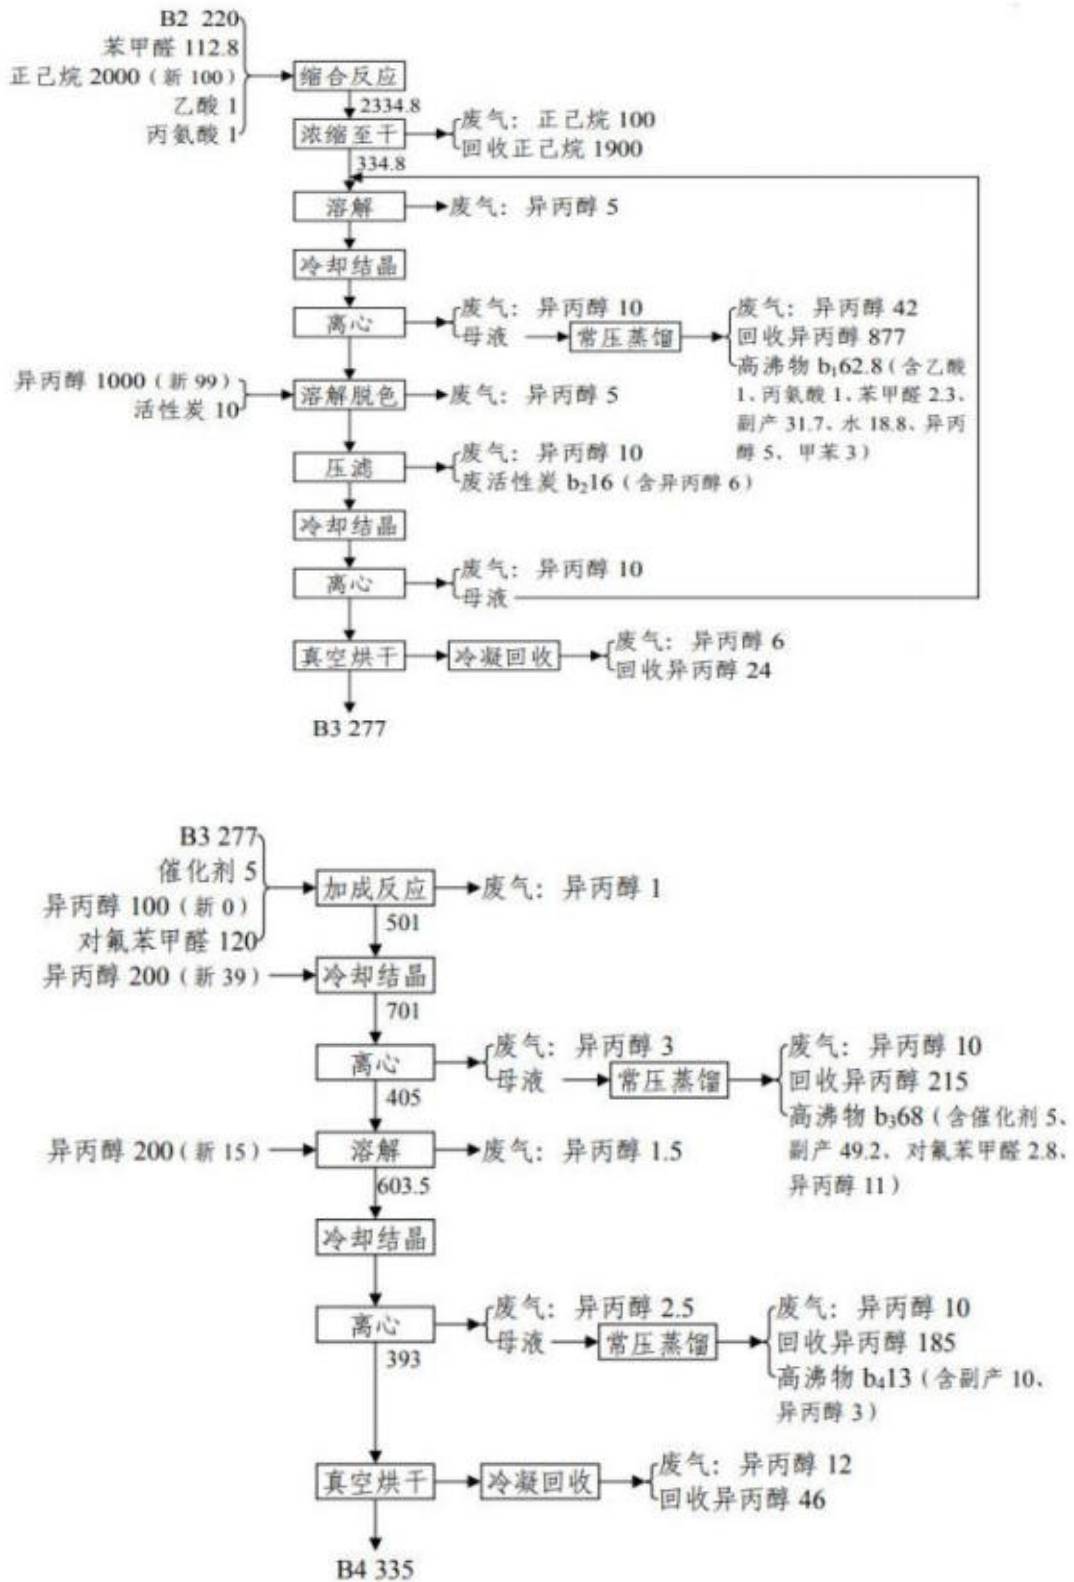 B2 220
苯甲醛 112.8
正己烷 2000（新 100）
乙酸 1
丙氨酸 1
缩合反应
2334.8
浓缩至干
废气：正己烷 100
回收正己烷 1900
334.8
溶解
废气：异丙醇 5
冷却结晶
离心
废气：异丙醇 10
母液
常压蒸馏
废气：异丙醇 42
回收异丙醇 877
高沸物 b₁62.8（含乙酸
1、丙氨酸 1、苯甲醛 2.3、
副产 31.7、水 18.8、异丙
醇 5、甲苯 3）
异丙醇 1000（新 99）
活性炭 10
溶解脱色
废气：异丙醇 5
压滤
废气：异丙醇 10
废活性炭 b₂16（含异丙醇 6）
冷却结晶
离心
废气：异丙醇 10
母液
真空烘干
冷凝回收
废气：异丙醇 6
回收异丙醇 24
B3 277
B3 277
催化剂 5
异丙醇 100（新 0）
对氟苯甲醛 120
加成反应
废气：异丙醇 1
501
异丙醇 200（新 39）
冷却结晶
701
离心
废气：异丙醇 3
母液
常压蒸馏
废气：异丙醇 10
回收异丙醇 215
高沸物 b₃68（含催化剂 5、
副产 49.2、对氟苯甲醛 2.8、
异丙醇 11）
405
异丙醇 200（新 15）
溶解
废气：异丙醇 1.5
603.5
冷却结晶
离心
废气：异丙醇 2.5
母液
常压蒸馏
废气：异丙醇 10
回收异丙醇 185
高沸物 b₄13（含副产 10、
异丙醇 3）
393
真空烘干
冷凝回收
废气：异丙醇 12
回收异丙醇 46
B4 335